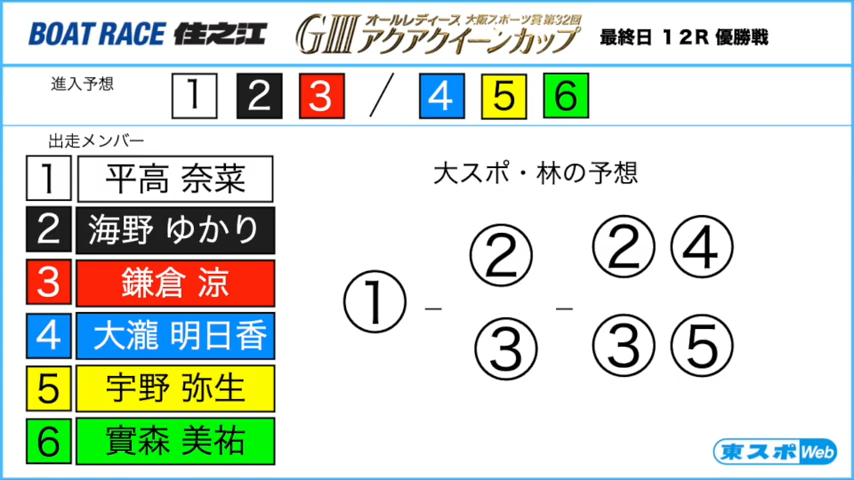 BOAT RACE 住之江
GIII オールレディース 大阪スポーツ賞第32回
アクアクイーンカップ
最終日 12R 優勝戦
進入予想
1 2 3 / 4 5 6
出走メンバー
1 平高 奈菜
2 海野 ゆかり
3 鎌倉 涼
4 大瀧 明日香
5 宇野 弥生
6 實森 美祐
大スポ・林の予想
② ② ④
① – –
③ ③ ⑤
東スポWeb